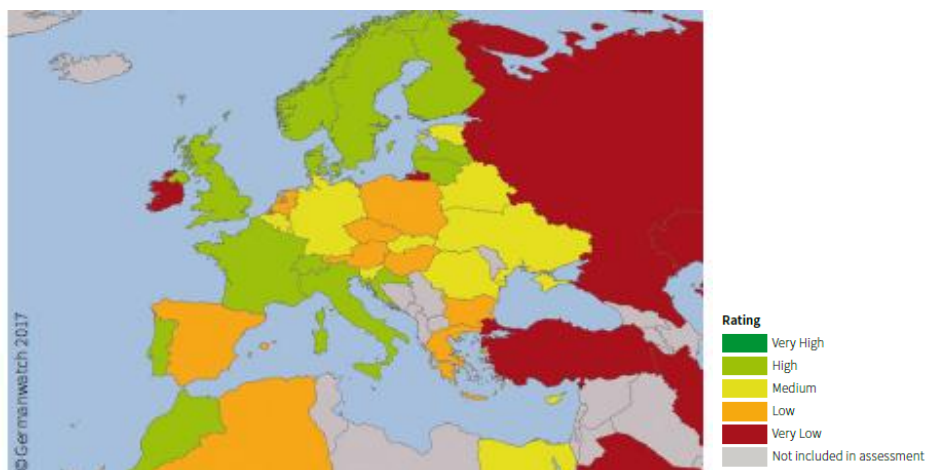 © Germanwatch 2017
Rating
Very High
High
Medium
Low
Very Low
Not included in assessment